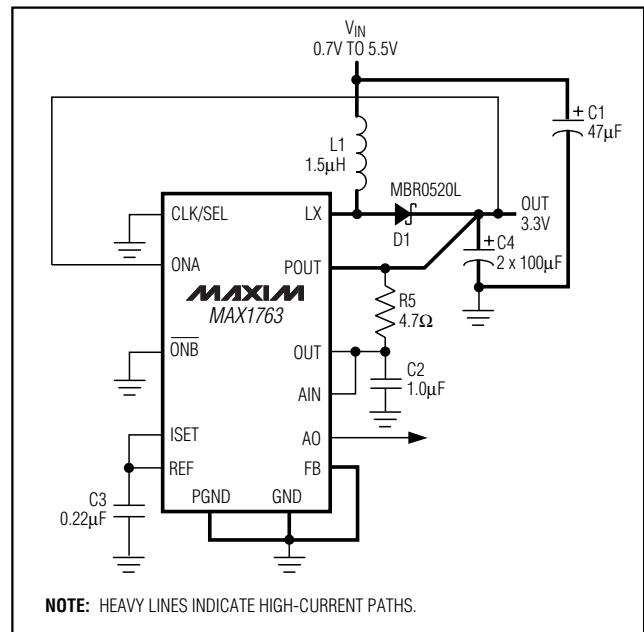 VIN
0.7V TO 5.5V
C1
47µF
L1
1.5µH
MBR0520L
D1
OUT
3.3V
C4
2 x 100µF
CLK/SEL
LX
ONA
POUT
MAXIM
MAX1763
R5
4.7Ω
ONB
OUT
C2
1.0µF
AIN
ISET
AO
REF
FB
C3
0.22µF
PGND
GND
NOTE: HEAVY LINES INDICATE HIGH-CURRENT PATHS.